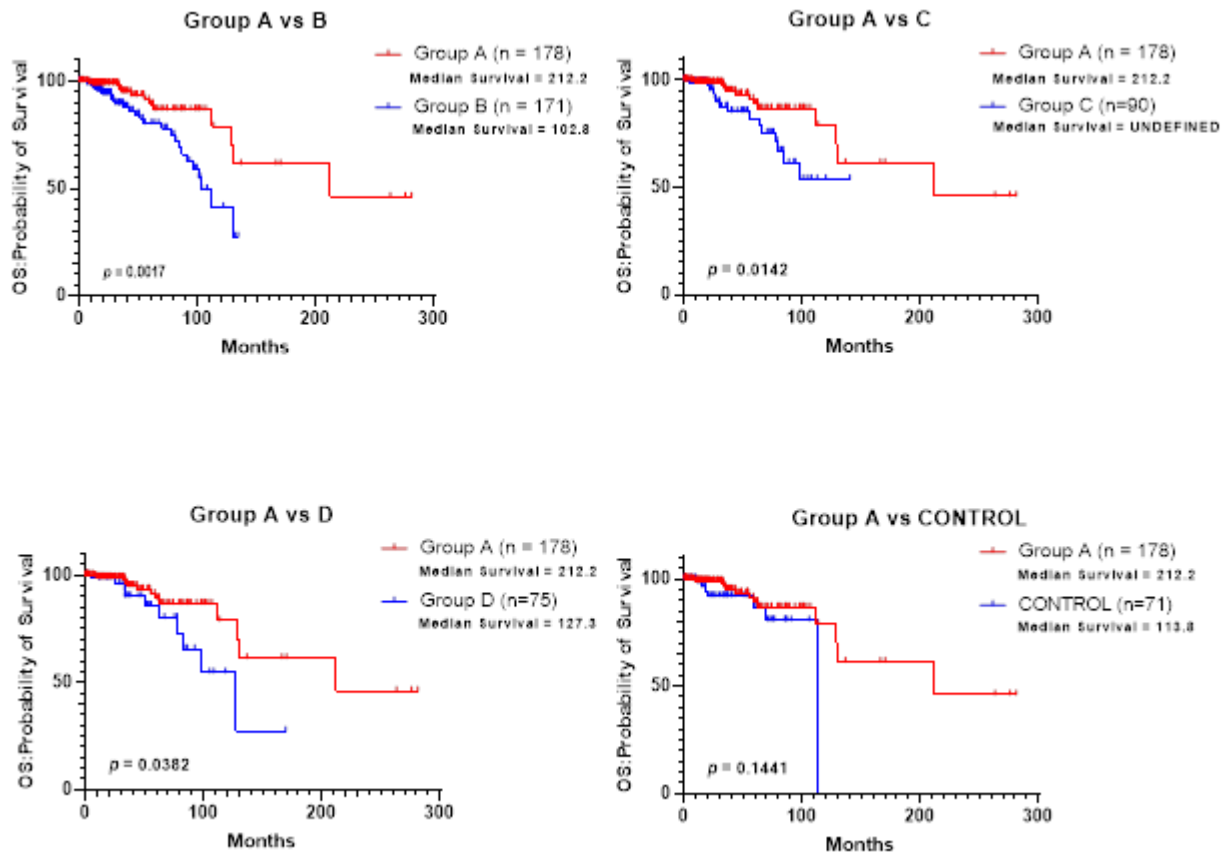 Group A vs B
Group A (n = 178)
Median Survival = 212.2
Group B (n = 171)
Median Survival = 102.8
OS:Probability of Survival
100
50
0
p = 0.0017
0 100 200 300
Months
Group A vs C
Group A (n = 178)
Median Survival = 212.2
Group C (n=90)
Median Survival = UNDEFINED
OS:Probability of Survival
100
50
0
p = 0.0142
0 100 200 300
Months
Group A vs D
Group A (n = 178)
Median Survival = 212.2
Group D (n=75)
Median Survival = 127.3
OS:Probability of Survival
100
50
0
p = 0.0382
0 100 200 300
Months
Group A vs CONTROL
Group A (n = 178)
Median Survival = 212.2
CONTROL (n=71)
Median Survival = 113.8
OS:Probability of Survival
100
50
0
p = 0.1441
0 100 200 300
Months